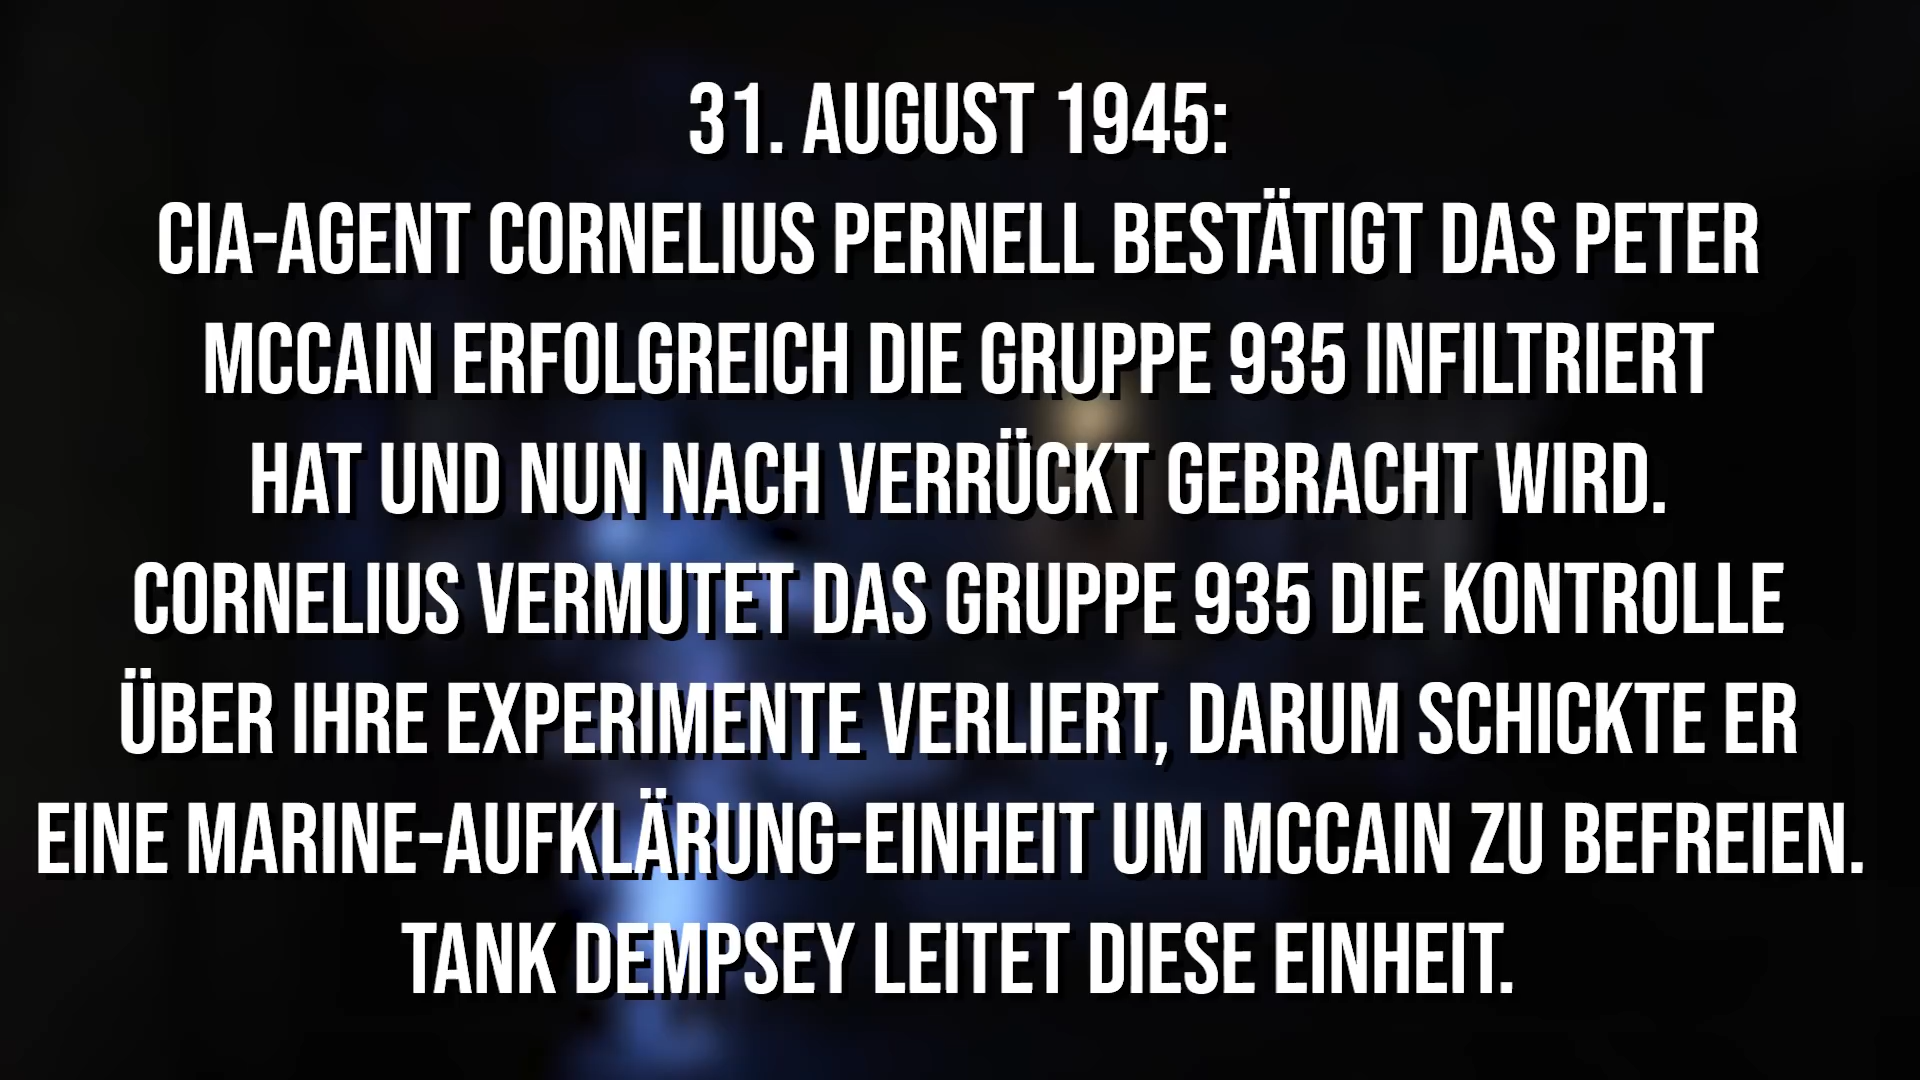 31. AUGUST 1945:
CIA-AGENT CORNELIUS PERNELL BESTÄTIGT DAS PETER
MCCAIN ERFOLGREICH DIE GRUPPE 935 INFILTRIERT
HAT UND NUN NACH VERRÜCKT GEBRACHT WIRD.
CORNELIUS VERMUTET DAS GRUPPE 935 DIE KONTROLLE
ÜBER IHRE EXPERIMENTE VERLIERT, DARUM SCHICKTE ER
EINE MARINE-AUFKLÄRUNG-EINHEIT UM MCCAIN ZU BEFREIEN.
TANK DEMPSEY LEITET DIESE EINHEIT.